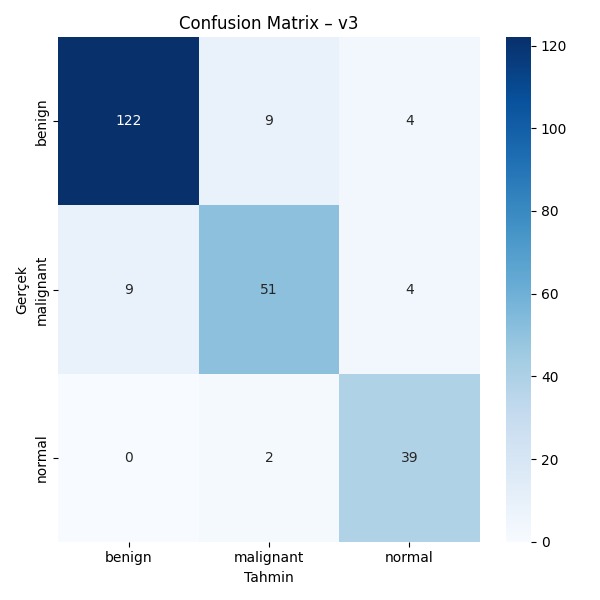 Confusion Matrix – v3
Gerçek
benign
malignant
normal
122 9 4
9 51 4
0 2 39
benign malignant normal
Tahmin
120
100
80
60
40
20
0